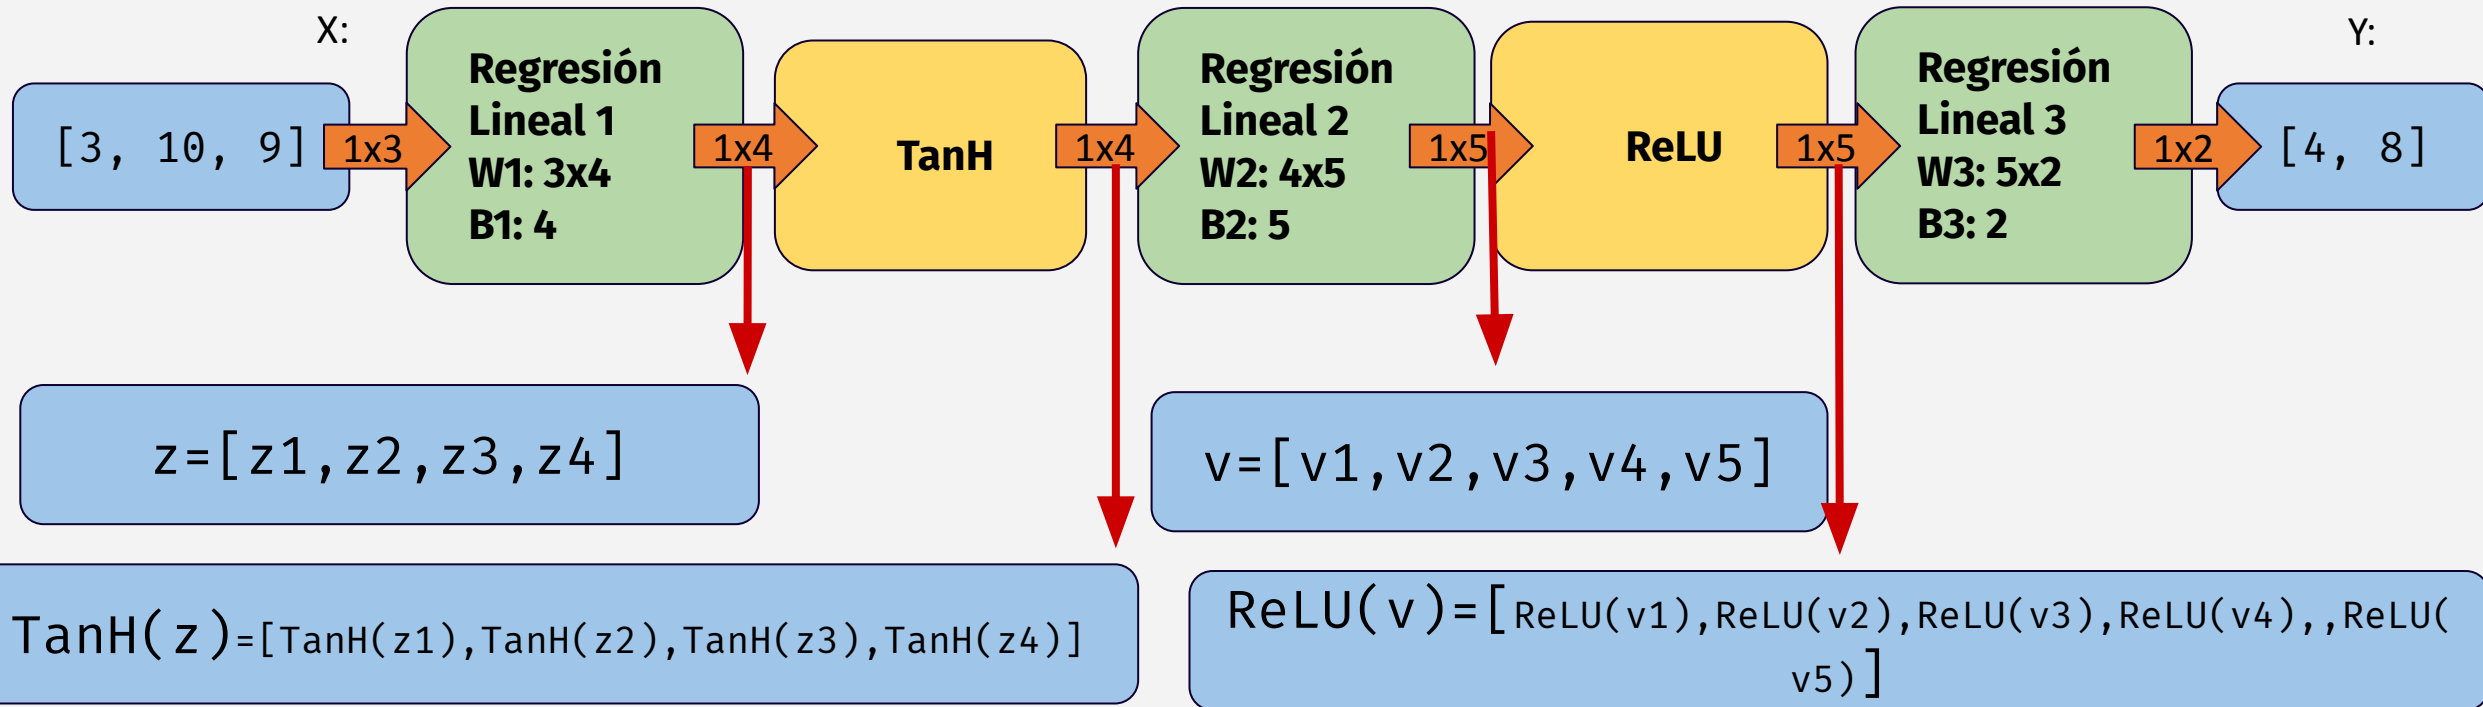 X:
[3, 10, 9]
1x3
Regresión
Lineal 1
W1: 3x4
B1: 4
1x4
TanH
1x4
Regresión
Lineal 2
W2: 4x5
B2: 5
1x5
ReLU
1x5
Regresión
Lineal 3
W3: 5x2
B3: 2
1x2
Y:
[4, 8]
z=[z1,z2,z3,z4]
v=[v1,v2,v3,v4,v5]
TanH(z)=[TanH(z1),TanH(z2),TanH(z3),TanH(z4)]
ReLU(v)=[ReLU(v1),ReLU(v2),ReLU(v3),ReLU(v4),,ReLU(
v5)]